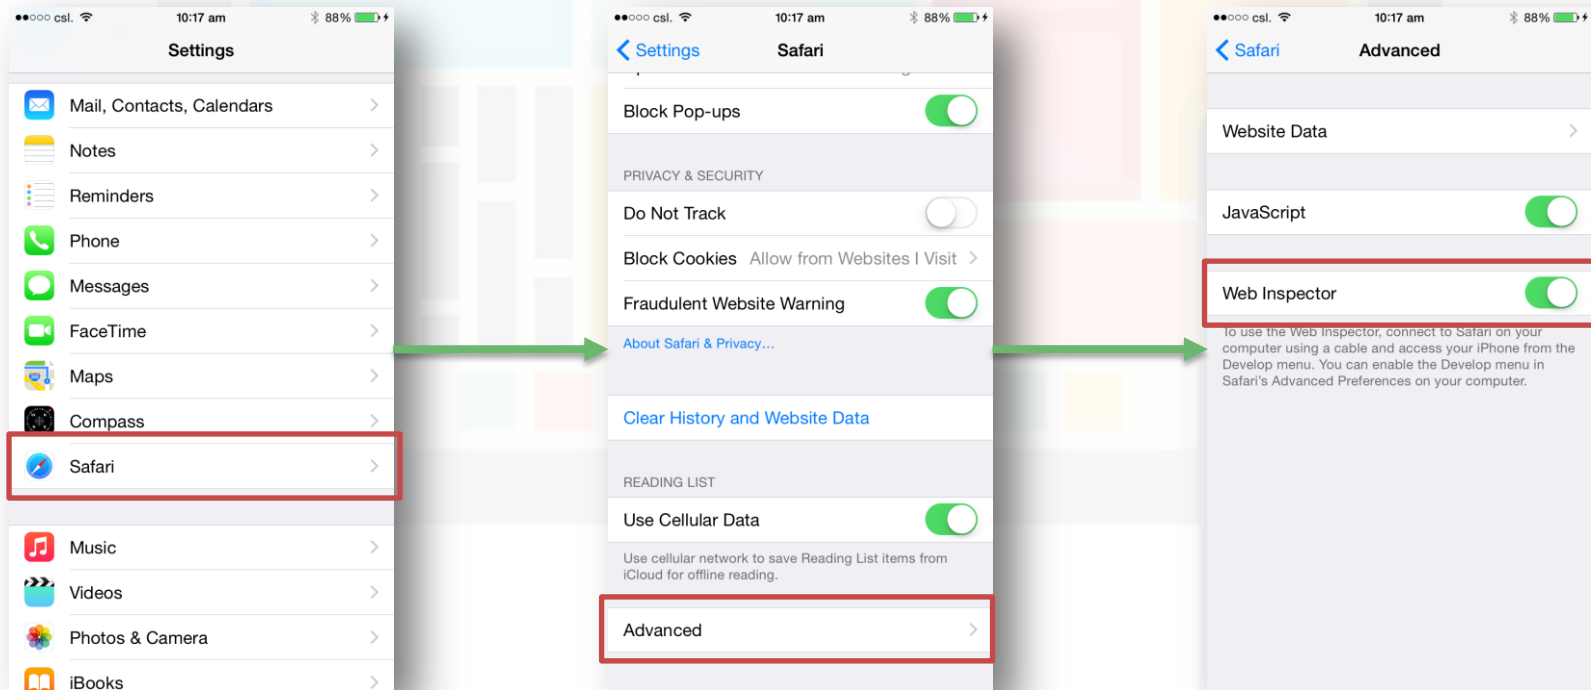 csl. 10:17 am 88%
Settings
Mail, Contacts, Calendars
Notes
Reminders
Phone
Messages
FaceTime
Maps
Compass
Safari
Music
Videos
Photos & Camera
iBooks
csl. 10:17 am 88%
Settings Safari
Block Pop-ups
PRIVACY & SECURITY
Do Not Track
Block Cookies Allow from Websites I Visit
Fraudulent Website Warning
About Safari & Privacy...
Clear History and Website Data
READING LIST
Use Cellular Data
Use cellular network to save Reading List items from
iCloud for offline reading.
Advanced
csl. 10:17 am 88%
Safari Advanced
Website Data
JavaScript
Web Inspector
To use the Web Inspector, connect to Safari on your
computer using a cable and access your iPhone from the
Develop menu. You can enable the Develop menu in
Safari's Advanced Preferences on your computer.